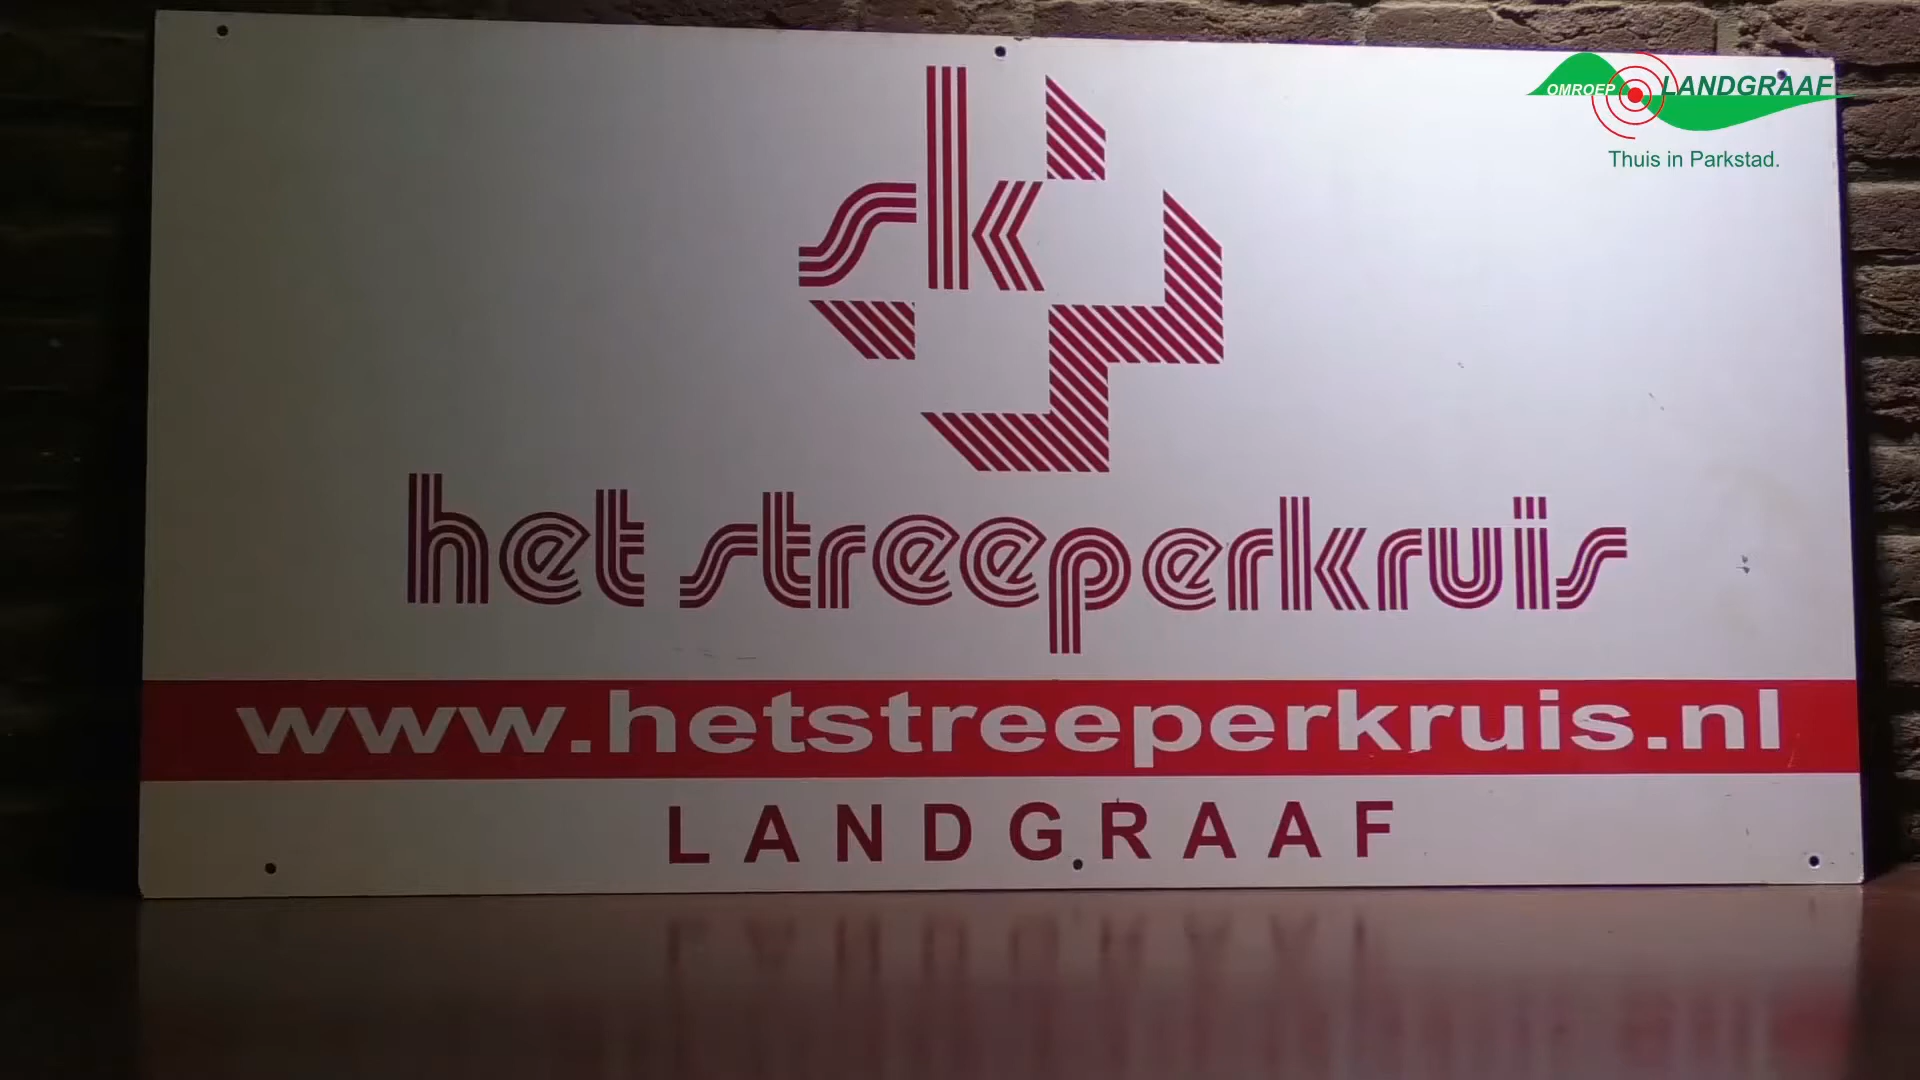 OMROEP LANDGRAAF
Thuis in Parkstad.
sk
het streeperkruis
www.hetstreeperkruis.nl
LANDGRAAF